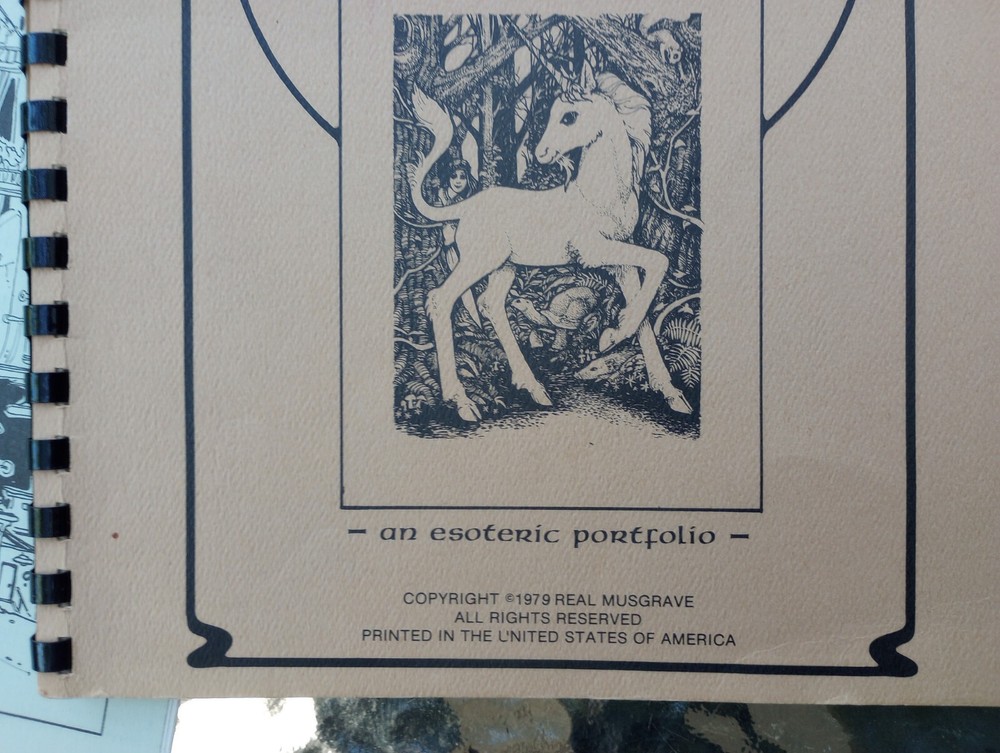 – an esoteric portfolio –
COPYRIGHT ©1979 REAL MUSGRAVE
ALL RIGHTS RESERVED
PRINTED IN THE UNITED STATES OF AMERICA